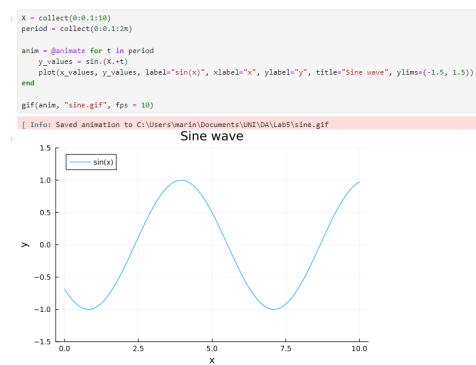 X = collect(0:0.1:10)
period = collect(0:0.1:2π)
anim = @animate for t in period
y_values = sin.(X.+t)
plot(x_values, y_values, label="sin(x)", xlabel="x", ylabel="y", title="Sine wave", ylims=(-1.5, 1.5))
end
gif(anim, "sine.gif", fps = 10)
[ Info: Saved animation to C:\Users\marin\Documents\UNI\DA\Lab5\sine.gif
Sine wave
1.5
sin(x)
1.0
0.5
y
0.0
−0.5
−1.0
−1.5
0.0 2.5 5.0 7.5 10.0
x